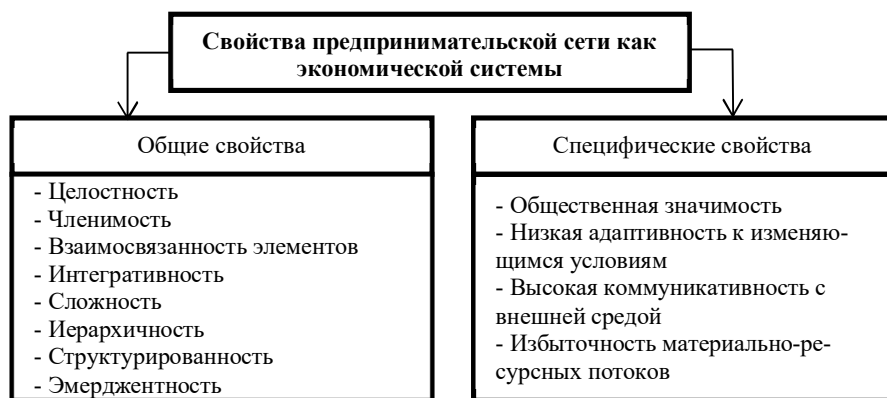 Свойства предпринимательской сети как
экономической системы
Общие свойства
- Целостность
- Членимость
- Взаимосвязанность элементов
- Интегративность
- Сложность
- Иерархичность
- Структурированность
- Эмерджентность
Специфические свойства
- Общественная значимость
- Низкая адаптивность к изменяю-
щимся условиям
- Высокая коммуникативность с
внешней средой
- Избыточность материально-ре-
сурсных потоков